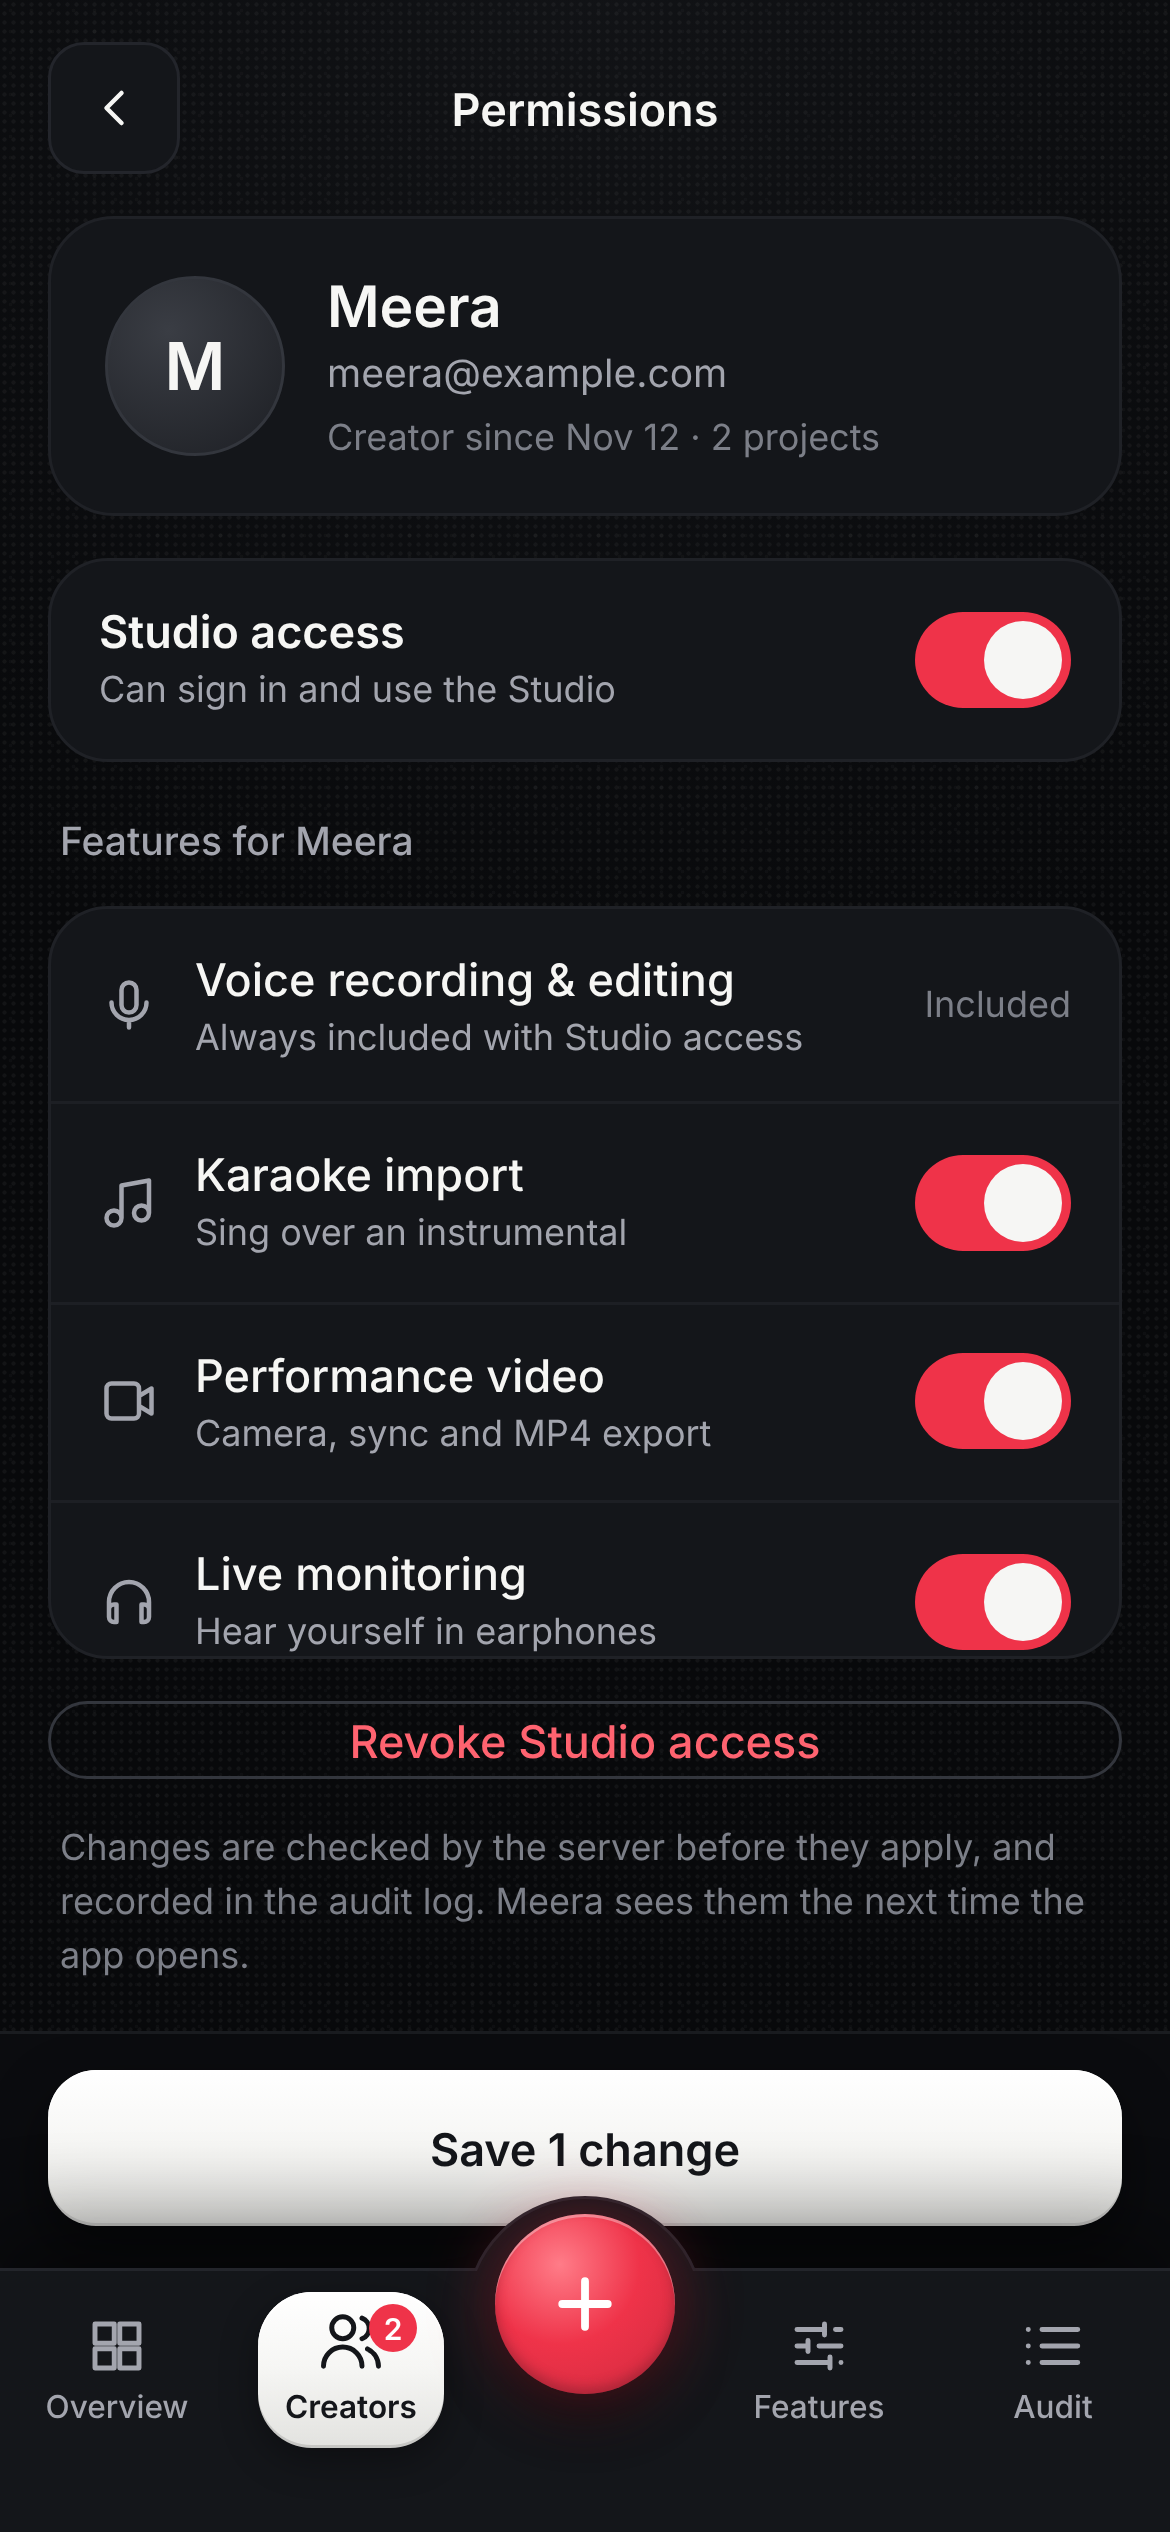 Permissions
M
Meera
meera@example.com
Creator since Nov 12 · 2 projects
Studio access
Can sign in and use the Studio
Features for Meera
Voice recording & editing
Always included with Studio access
Included
Karaoke import
Sing over an instrumental
Performance video
Camera, sync and MP4 export
Live monitoring
Hear yourself in earphones
Revoke Studio access
Changes are checked by the server before they apply, and
recorded in the audit log. Meera sees them the next time the
app opens.
Save 1 change
2
Overview
Creators
Features
Audit